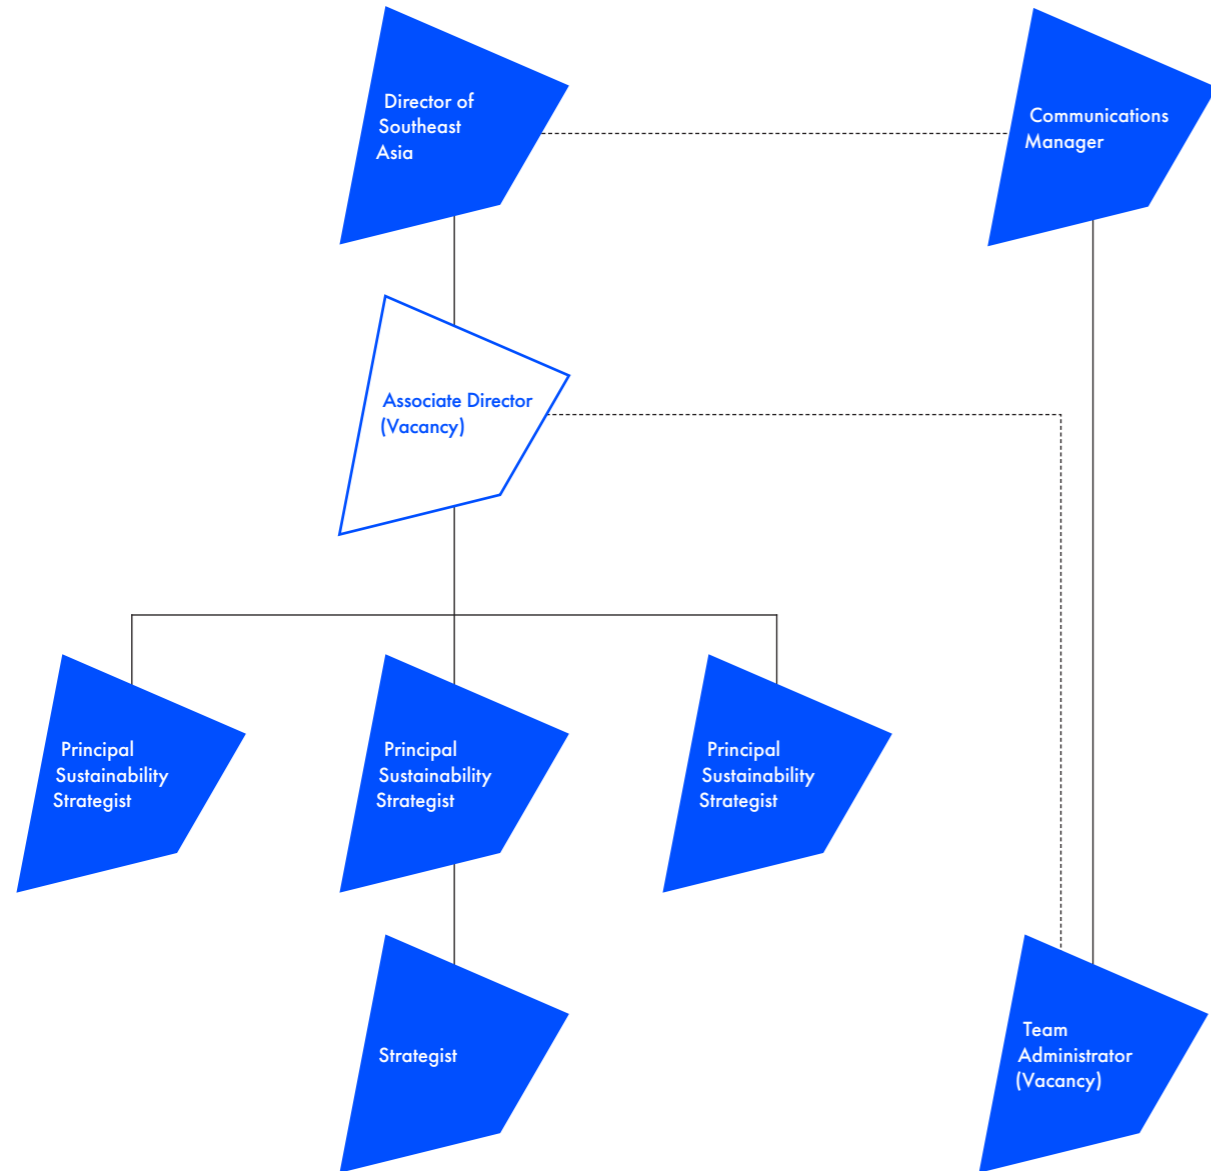 Director of
Southeast
Asia
Communications
Manager
Associate Director
(Vacancy)
Principal
Sustainability
Strategist
Principal
Sustainability
Strategist
Principal
Sustainability
Strategist
Strategist
Team
Administrator
(Vacancy)